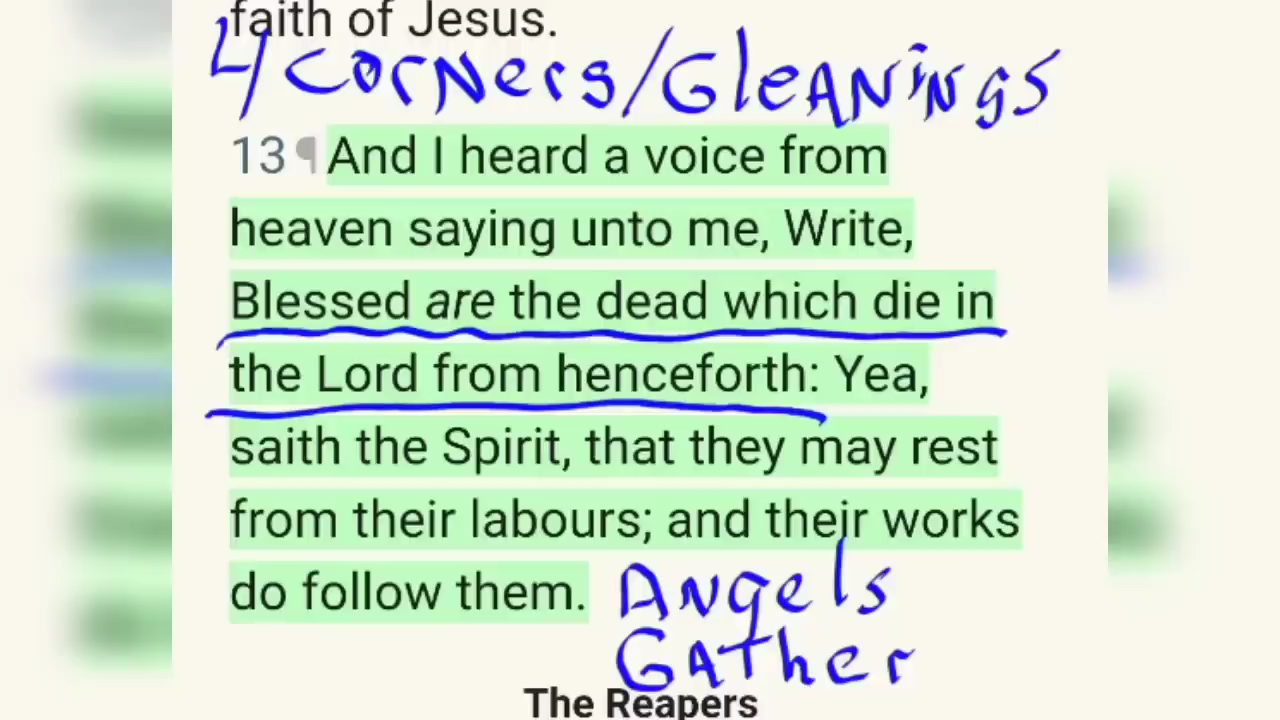 faith of Jesus.
4 Corners/Gleanings
13 ¶ And I heard a voice from
heaven saying unto me, Write,
Blessed are the dead which die in
the Lord from henceforth: Yea,
saith the Spirit, that they may rest
from their labours; and their works
do follow them.
Angels
Gather
The Reapers